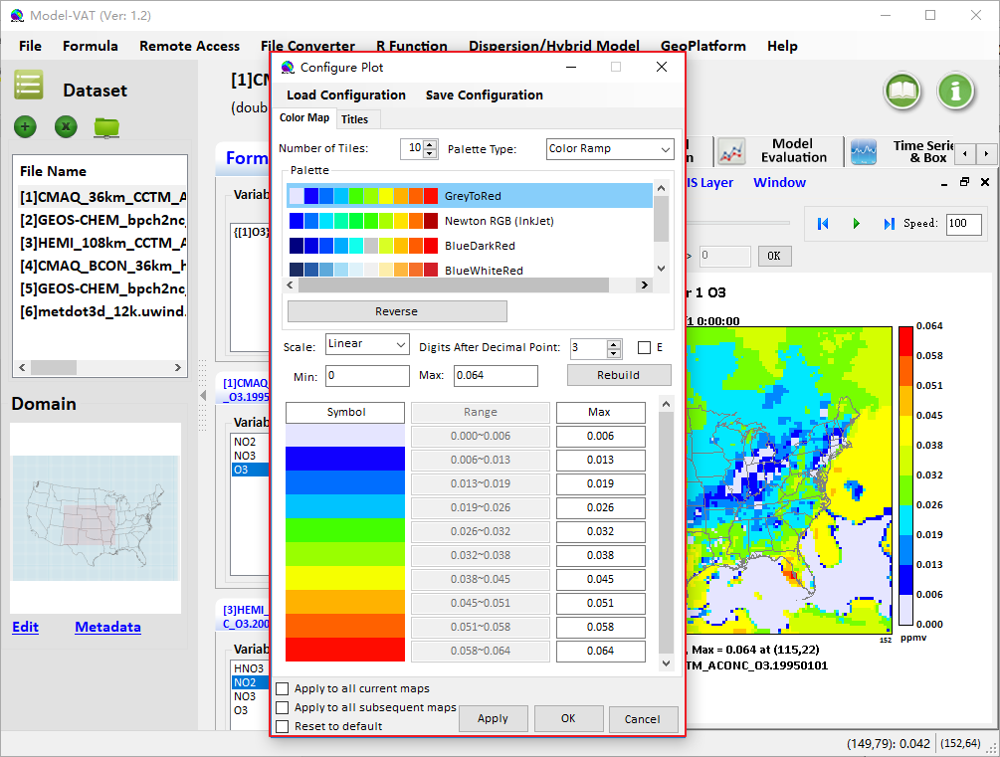 Model-VAT (Ver: 1.2)
File Formula Remote Access File Converter R Function Dispersion/Hybrid Model GeoPlatform Help
Dataset
File Name
[1]CMAQ_36km_CCTM_A
[2]GEOS-CHEM_bpch2nc
[3]HEMI_108km_CCTM_A
[4]CMAQ_BCON_36km_h
[5]GEOS-CHEM_bpch2nc
[6]metdot3d_12k.uwind.
Domain
Edit Metadata
[1]CM
(doub
Form
Variab
{[1]O3}
[1]CMAQ
_O3.1995
Variab
NO2
NO3
O3
[3]HEMI_
C_O3.200
Variab
HNO3
NO2
NO3
O3
Configure Plot
Load Configuration Save Configuration
Color Map Titles
Number of Tiles: 10 Palette Type: Color Ramp
Palette
GreyToRed
Newton RGB (InkJet)
BlueDarkRed
BlueWhiteRed
Reverse
Scale: Linear Digits After Decimal Point: 3 E
Min: 0 Max: 0.064 Rebuild
Symbol Range Max
0.000~0.006 0.006
0.006~0.013 0.013
0.013~0.019 0.019
0.019~0.026 0.026
0.026~0.032 0.032
0.032~0.038 0.038
0.038~0.045 0.045
0.045~0.051 0.051
0.051~0.058 0.058
0.058~0.064 0.064
Apply to all current maps
Apply to all subsequent maps
Reset to default
Apply OK Cancel
n
Model
Evaluation
Time Serie
& Box
IS Layer Window
Speed: 100
> 0 OK
r 1 O3
1 0:00:00
0.064
0.058
0.051
0.045
0.038
0.032
0.026
0.019
0.013
0.006
0.000
152 ppmv
, Max = 0.064 at (115,22)
TM_ACONC_O3.19950101
(149,79): 0.042 (152,64)